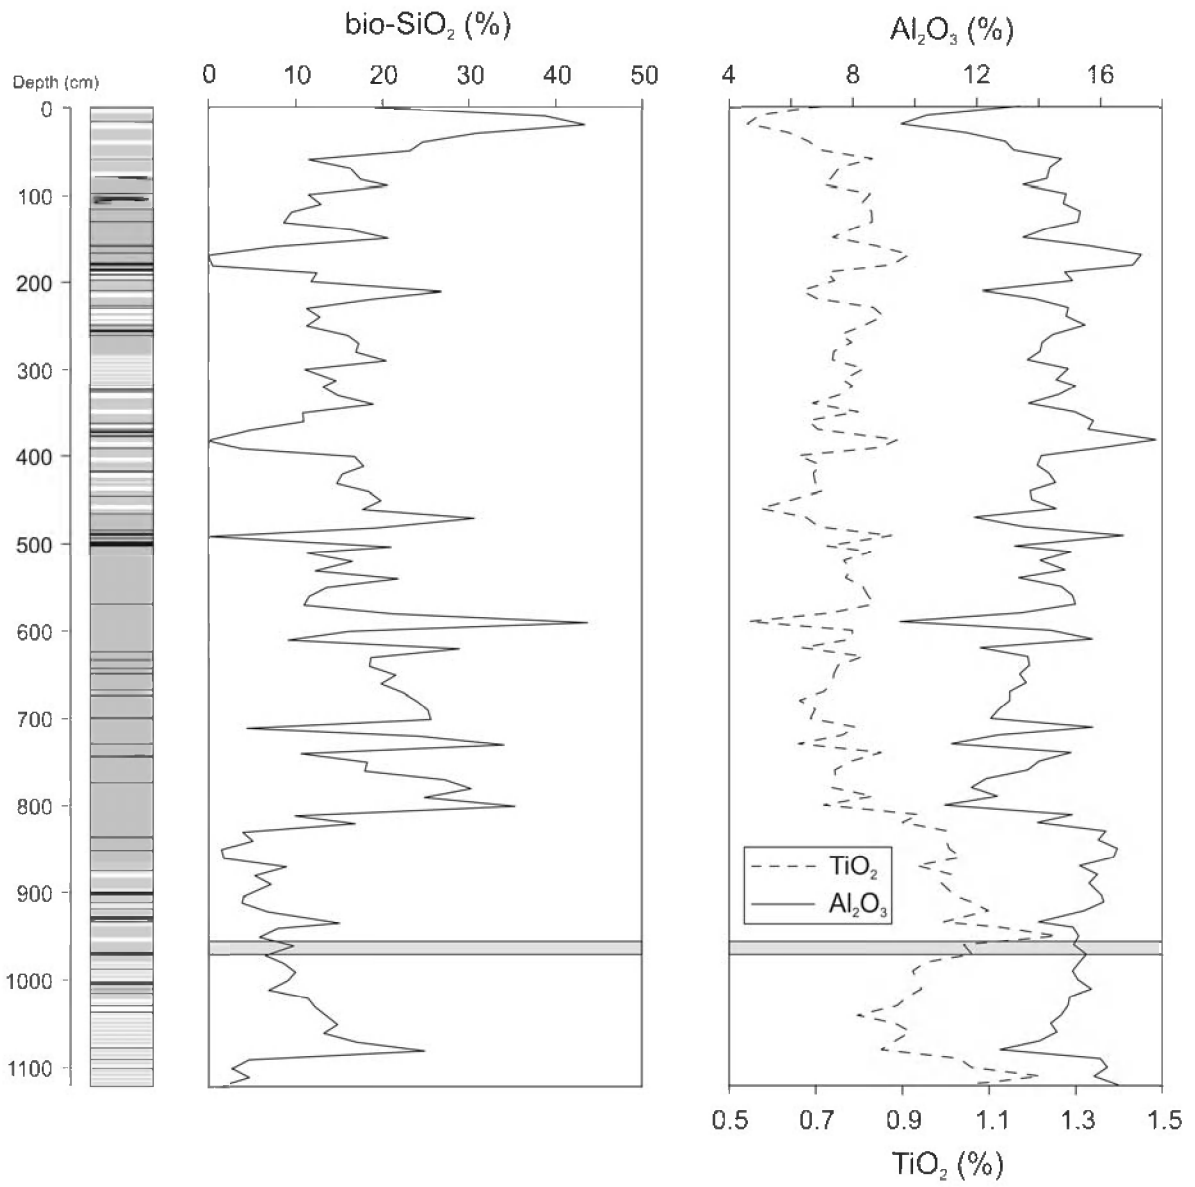 bio-SiO₂ (%)
Al₂O₃ (%)
Depth (cm)
0 10 20 30 40 50
4 8 12 16
0
100
200
300
400
500
600
700
800
900
1000
1100
TiO₂
Al₂O₃
0.5 0.7 0.9 1.1 1.3 1.5
TiO₂ (%)